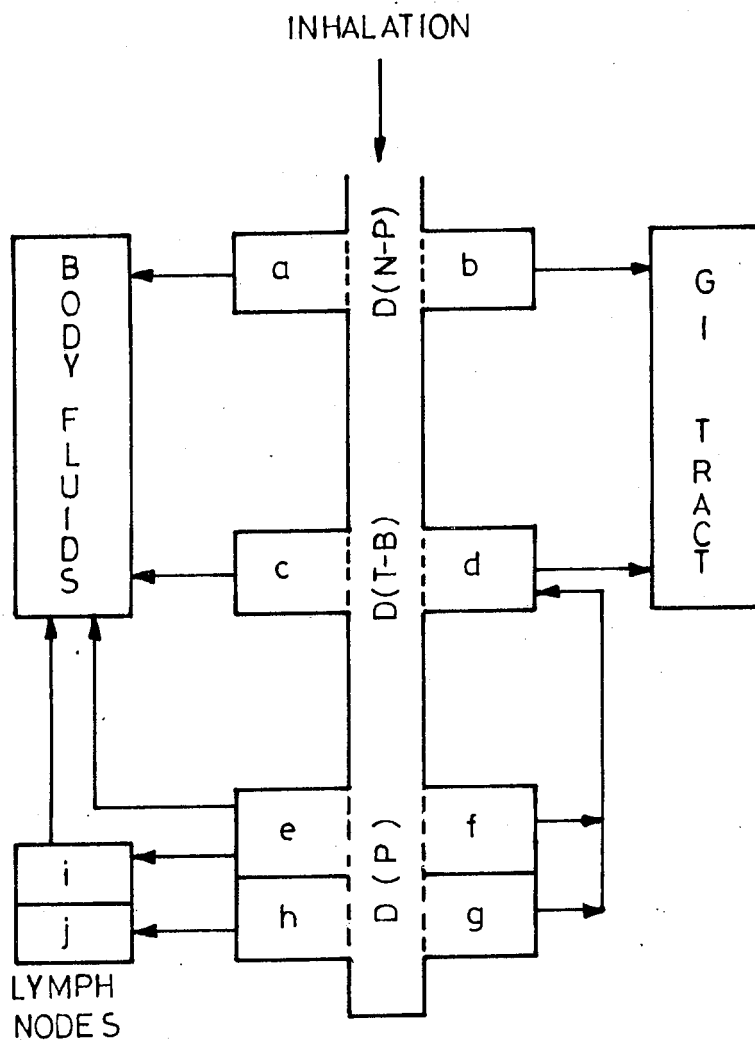 INHALATION
D(N-P)
a
b
BODY FLUIDS
GI TRACT
D(T-B)
c
d
D(P)
e
f
i
h
g
j
LYMPH
NODES